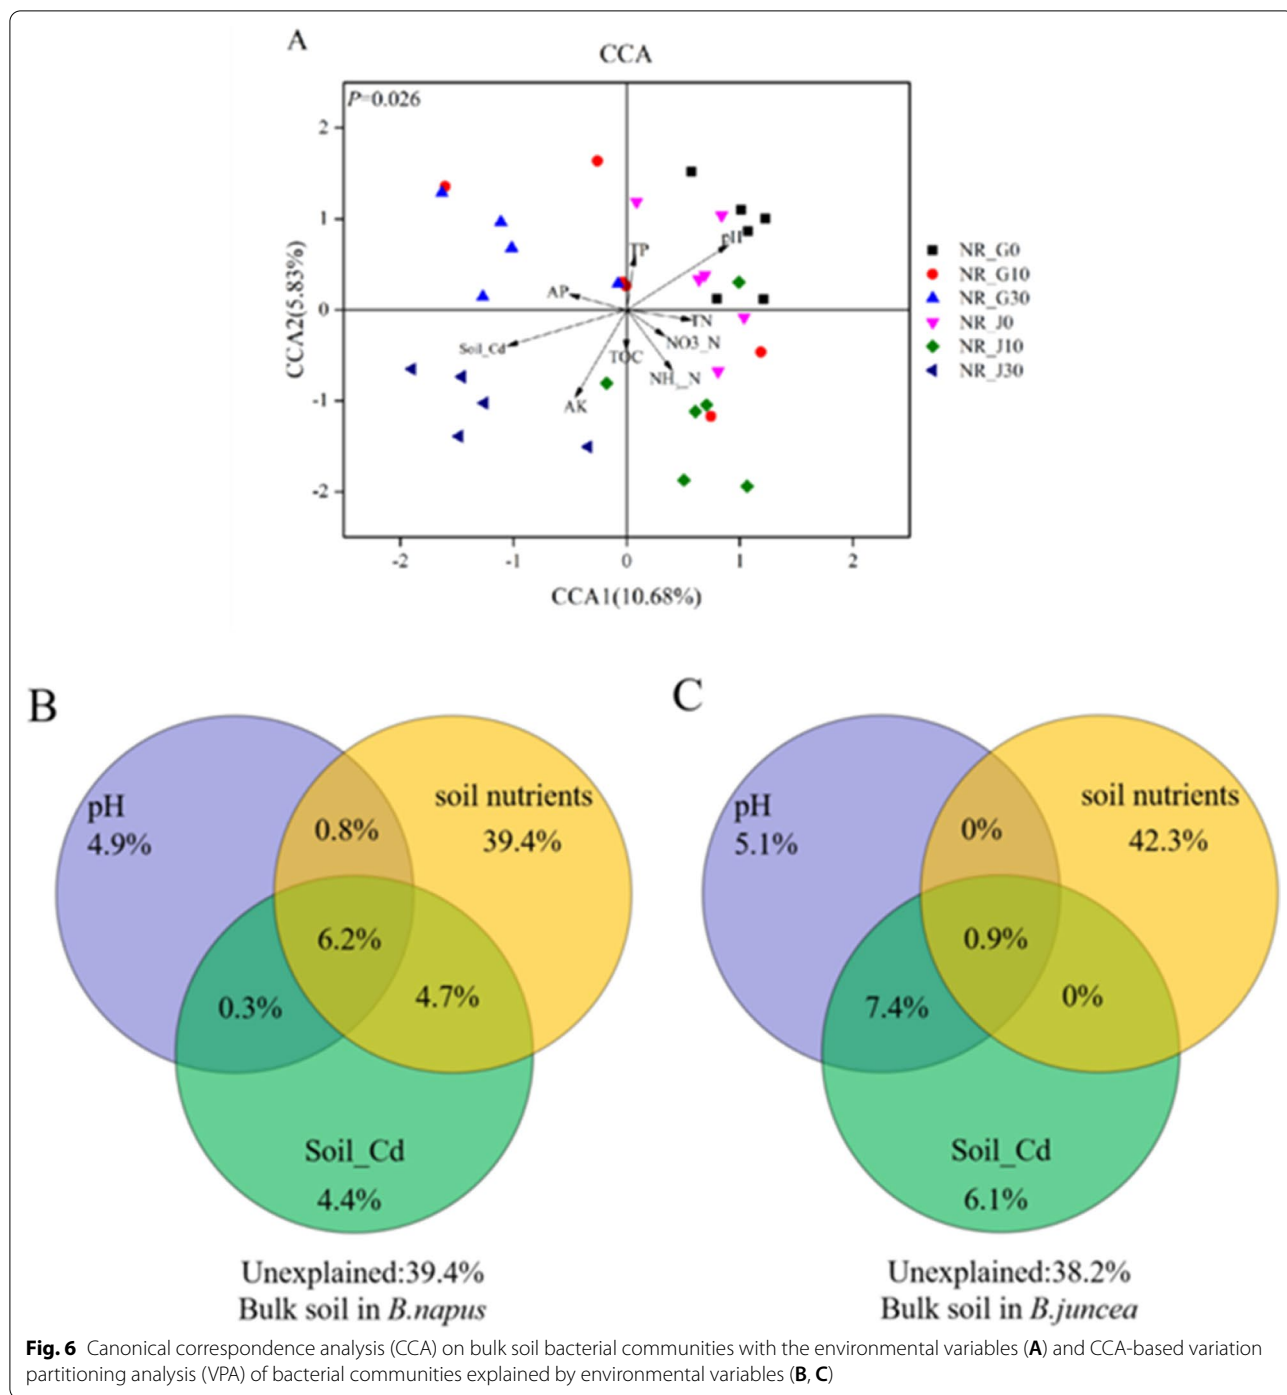 A
CCA
P=0.026
2
1
0
-1
-2
CCA2(5.83%)
pH
TP
AP
TN
NO3_N
Soil_Cd
TOC
AK
-2
-1
0
1
2
CCA1(10.68%)
NR_G0
NR_G10
NR_G30
NR_J0
NR_J10
NR_J30
B
pH
4.9%
0.8%
soil nutrients
39.4%
6.2%
0.3%
4.7%
Soil_Cd
4.4%
Unexplained:39.4%
Bulk soil in B.napus
C
pH
5.1%
0%
soil nutrients
42.3%
0.9%
7.4%
0%
Soil_Cd
6.1%
Unexplained:38.2%
Bulk soil in B.juncea
Fig. 6 Canonical correspondence analysis (CCA) on bulk soil bacterial communities with the environmental variables (A) and CCA-based variation
partitioning analysis (VPA) of bacterial communities explained by environmental variables (B, C)